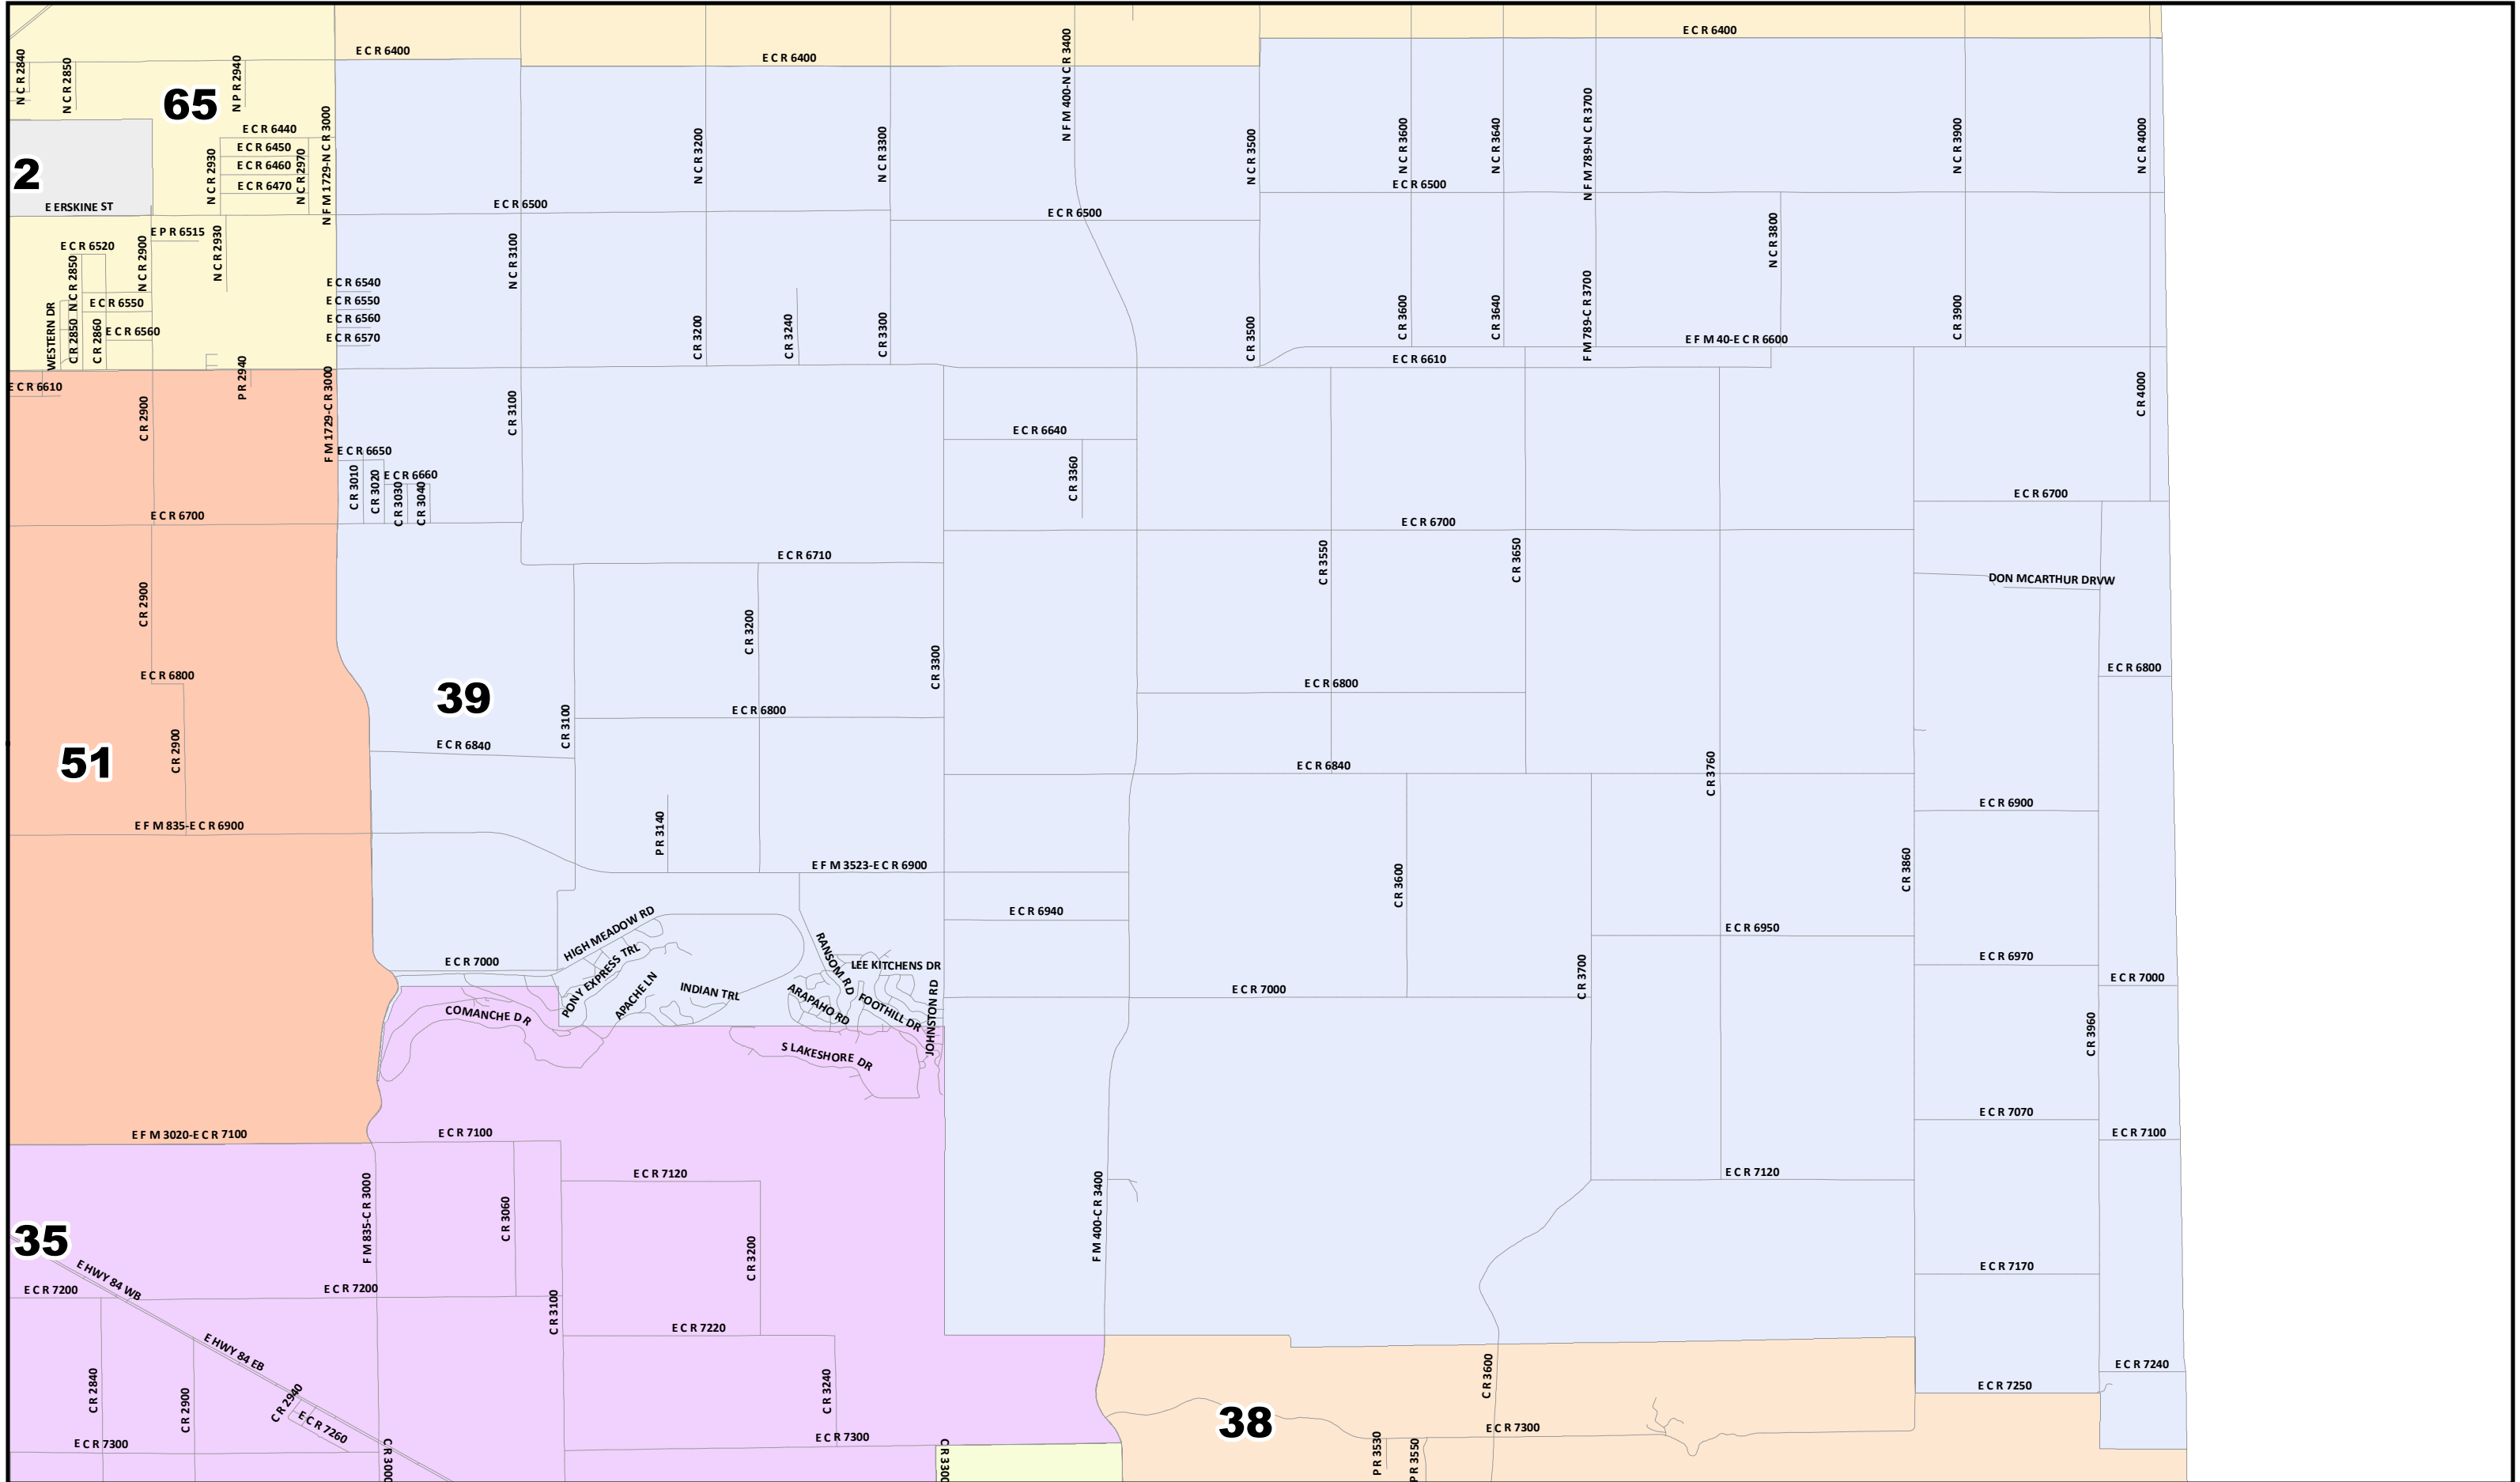 E C R 6400
E C R 6400
E C R 6400
N C R 2840
N C R 2850
N P R 2940
65
N F M 400-N C R 3400
N F M 1729-N C R 3000
E C R 6440
E C R 6450
E C R 6460
E C R 6470
N C R 2930
N C R 2970
2
N C R 3200
N C R 3300
N C R 3500
N C R 3600
N C R 3640
N F M 789-N C R 3700
N C R 3900
N C R 4000
E ERSKINE ST
E C R 6500
E C R 6500
E C R 6500
E P R 6515
E C R 6520
N C R 2850
N C R 2900
N C R 2930
N C R 3100
N C R 3800
E C R 6540
E C R 6550
E C R 6560
E C R 6570
E C R 6550
E C R 6560
WESTERN DR
C R 2850
C R 2860
P R 2940
C R 3200
C R 3240
C R 3300
C R 3500
C R 3600
C R 3640
F M 789-C R 3700
C R 3900
E F M 40-E C R 6600
E C R 6610
E C R 6610
C R 2900
F M 1729-C R 3000
C R 3100
C R 4000
E C R 6640
C R 3360
E C R 6650
E C R 6660
C R 3010
C R 3020
C R 3030
C R 3040
E C R 6700
E C R 6700
E C R 6700
E C R 6710
C R 3550
C R 3650
DON MCARTHUR DRVW
C R 2900
C R 3200
C R 3300
E C R 6800
E C R 6800
E C R 6800
E C R 6800
39
C R 3100
C R 2900
51
E C R 6840
E C R 6840
C R 3760
P R 3140
E F M 835-E C R 6900
E F M 3523-E C R 6900
E C R 6900
C R 3600
C R 3860
E C R 6940
E C R 6950
E C R 6970
HIGH MEADOW RD
PONY EXPRESS TRL
APACHE LN
INDIAN TRL
RANSOM RD
LEE KITCHENS DR
ARAPAHO RD
FOOTHILL DR
JOHNSTON RD
E C R 7000
E C R 7000
E C R 7000
C R 3700
C R 3960
COMANCHE DR
S LAKESHORE DR
E C R 7070
E F M 3020-E C R 7100
E C R 7100
E C R 7100
E C R 7120
E C R 7120
F M 835-C R 3000
C R 3060
C R 3200
F M 400-C R 3400
35
E HWY 84 WB
E C R 7170
E C R 7200
E C R 7200
C R 3100
E C R 7220
E HWY 84 EB
C R 2840
C R 2900
C R 2940
E C R 7260
C R 3240
C R 3600
E C R 7240
E C R 7250
38
E C R 7300
E C R 7300
E C R 7300
C R 3000
C R 3300
P R 3530
P R 3550